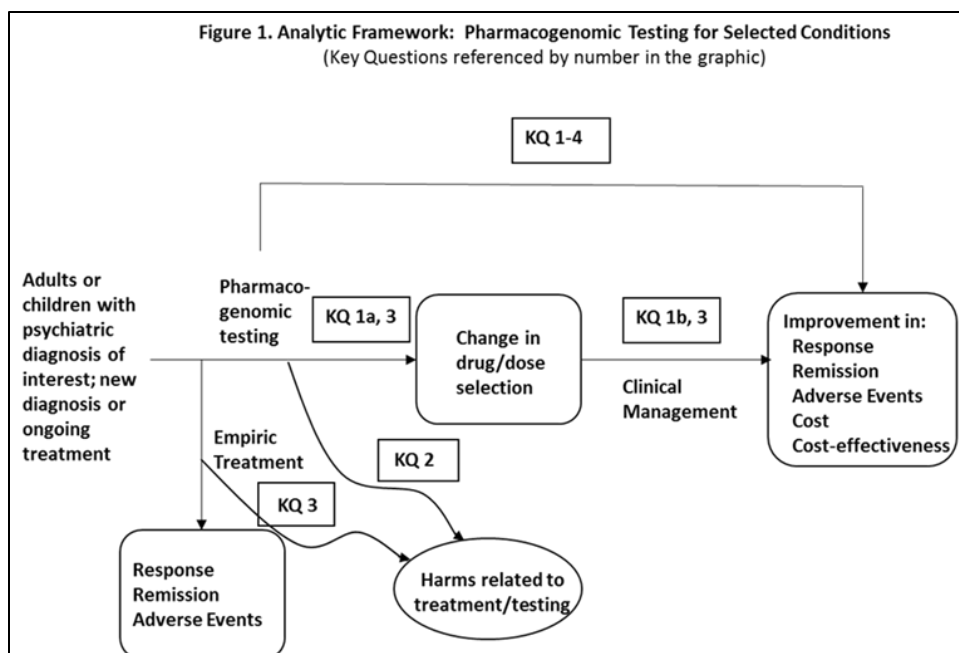 Figure 1. Analytic Framework: Pharmacogenomic Testing for Selected Conditions
(Key Questions referenced by number in the graphic)
KQ 1-4
Adults or
children with
psychiatric
diagnosis of
interest; new
diagnosis or
ongoing
treatment
Pharmaco-
genomic
testing
KQ 1a, 3
Change in
drug/dose
selection
KQ 1b, 3
Clinical
Management
Improvement in:
Response
Remission
Adverse Events
Cost
Cost-effectiveness
Empiric
Treatment
KQ 2
KQ 3
Response
Remission
Adverse Events
Harms related to
treatment/testing